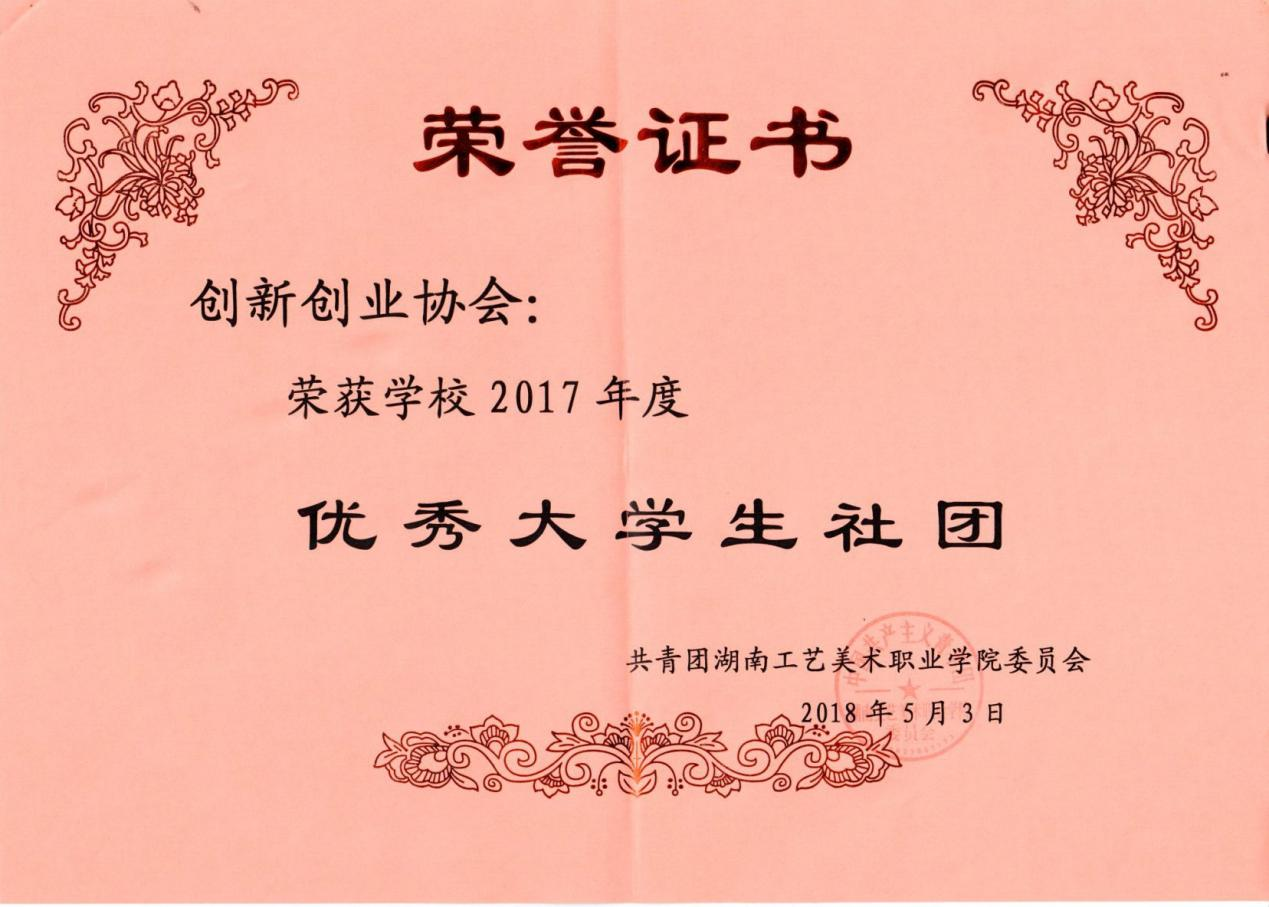 荣誉证书
创新创业协会:
荣获学校 2017 年度
优秀大学生社团
共青团湖南工艺美术职业学院委员会
2018 年 5 月 3 日